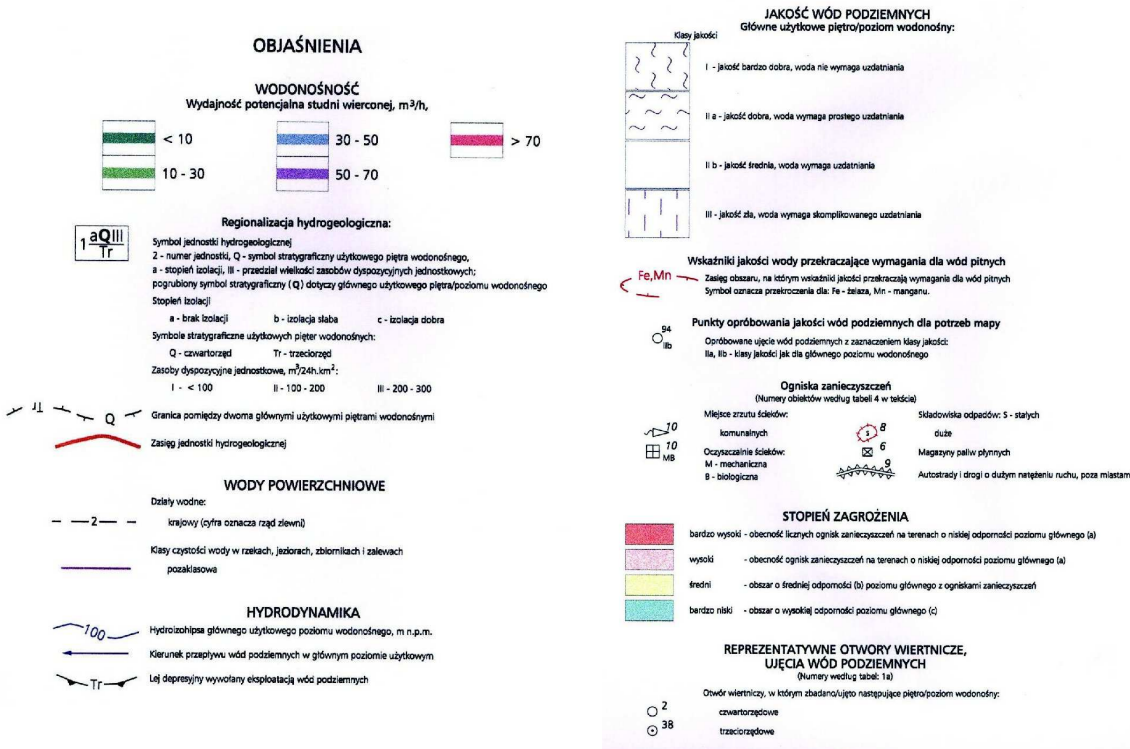 OBJAŚNIENIA
WODONOŚNOŚĆ
Wydajność potencjalna studni wierconej, m³/h,
< 10
30 - 50
> 70
10 - 30
50 - 70
Regionalizacja hydrogeologiczna:
1 aQIII
Tr
Symbol jednostki hydrogeologicznej
2 - numer jednostki, Q - symbol stratygraficzny użytkowego piętra wodonośnego,
a - stopień izolacji, III - przedział wielkości zasobów dyspozycyjnych jednostkowych;
pogrubiony symbol stratygraficzny (Q) dotyczy głównego użytkowego piętra/poziomu wodonośnego
Stopień izolacji
a - brak izolacji b - izolacja słaba c - izolacja dobra
Symbole stratygraficzne użytkowych pięter wodonośnych:
Q - czwartorzęd Tr - trzeciorzęd
Zasoby dyspozycyjne jednostkowe, m³/24h.km²:
I - < 100 II - 100 - 200 III - 200 - 300
Tr Q Granica pomiędzy dwoma głównymi użytkowymi piętrami wodonośnymi
Zasięg jednostki hydrogeologicznej
WODY POWIERZCHNIOWE
Działy wodne:
2 krajowy (cyfra oznacza rząd zlewni)
Klasy czystości wody w rzekach, jeziorach, zbiornikach i zalewach
pozaklasowa
HYDRODYNAMIKA
100 Hydroizohipsa głównego użytkowego poziomu wodonośnego, m n.p.m.
Kierunek przepływu wód podziemnych w głównym poziomie użytkowym
Tr Lej depresyjny wywołany eksploatacją wód podziemnych
JAKOŚĆ WÓD PODZIEMNYCH
Główne użytkowe piętro/poziom wodonośny:
Klasy jakości
I - jakość bardzo dobra, woda nie wymaga uzdatniania
II a - jakość dobra, woda wymaga prostego uzdatniania
II b - jakość średnia, woda wymaga uzdatniania
III - jakość zła, woda wymaga skomplikowanego uzdatniania
Wskaźniki jakości wody przekraczające wymagania dla wód pitnych
Fe,Mn Zasięg obszaru, na którym wskaźniki jakości przekraczają wymagania dla wód pitnych
Symbol oznacza przekroczenia dla: Fe - żelaza, Mn - manganu.
Punkty opróbowania jakości wód podziemnych dla potrzeb mapy
94
IIb
Opróbowane ujęcie wód podziemnych z zaznaczeniem klasy jakości:
IIa, IIb - klasy jakości jak dla głównego poziomu wodonośnego
Ogniska zanieczyszczeń
(Numery obiektów według tabeli 4 w tekście)
Miejsce zrzutu ścieków: Składowiska odpadów: S - stałych
10 komunalnych S 8 duże
10 MB Oczyszczalnie ścieków: 6 Magazyny paliw płynnych
M - mechaniczna
B - biologiczna
9 Autostrady i drogi o dużym natężeniu ruchu, poza miastam
STOPIEŃ ZAGROŻENIA
bardzo wysoki - obecność licznych ognisk zanieczyszczeń na terenach o niskiej odporności poziomu głównego (a)
wysoki - obecność ognisk zanieczyszczeń na terenach o niskiej odporności poziomu głównego (a)
średni - obszar o średniej odporności (b) poziomu głównego z ogniskami zanieczyszczeń
bardzo niski - obszar o wysokiej odporności poziomu głównego (c)
REPREZENTATYWNE OTWORY WIERTNICZE,
UJĘCIA WÓD PODZIEMNYCH
(Numery według tabel: 1a)
Otwór wiertniczy, w którym zbadano/ujęto następujące piętro/poziom wodonośny:
2 czwartorzędowe
38 trzeciorzędowe